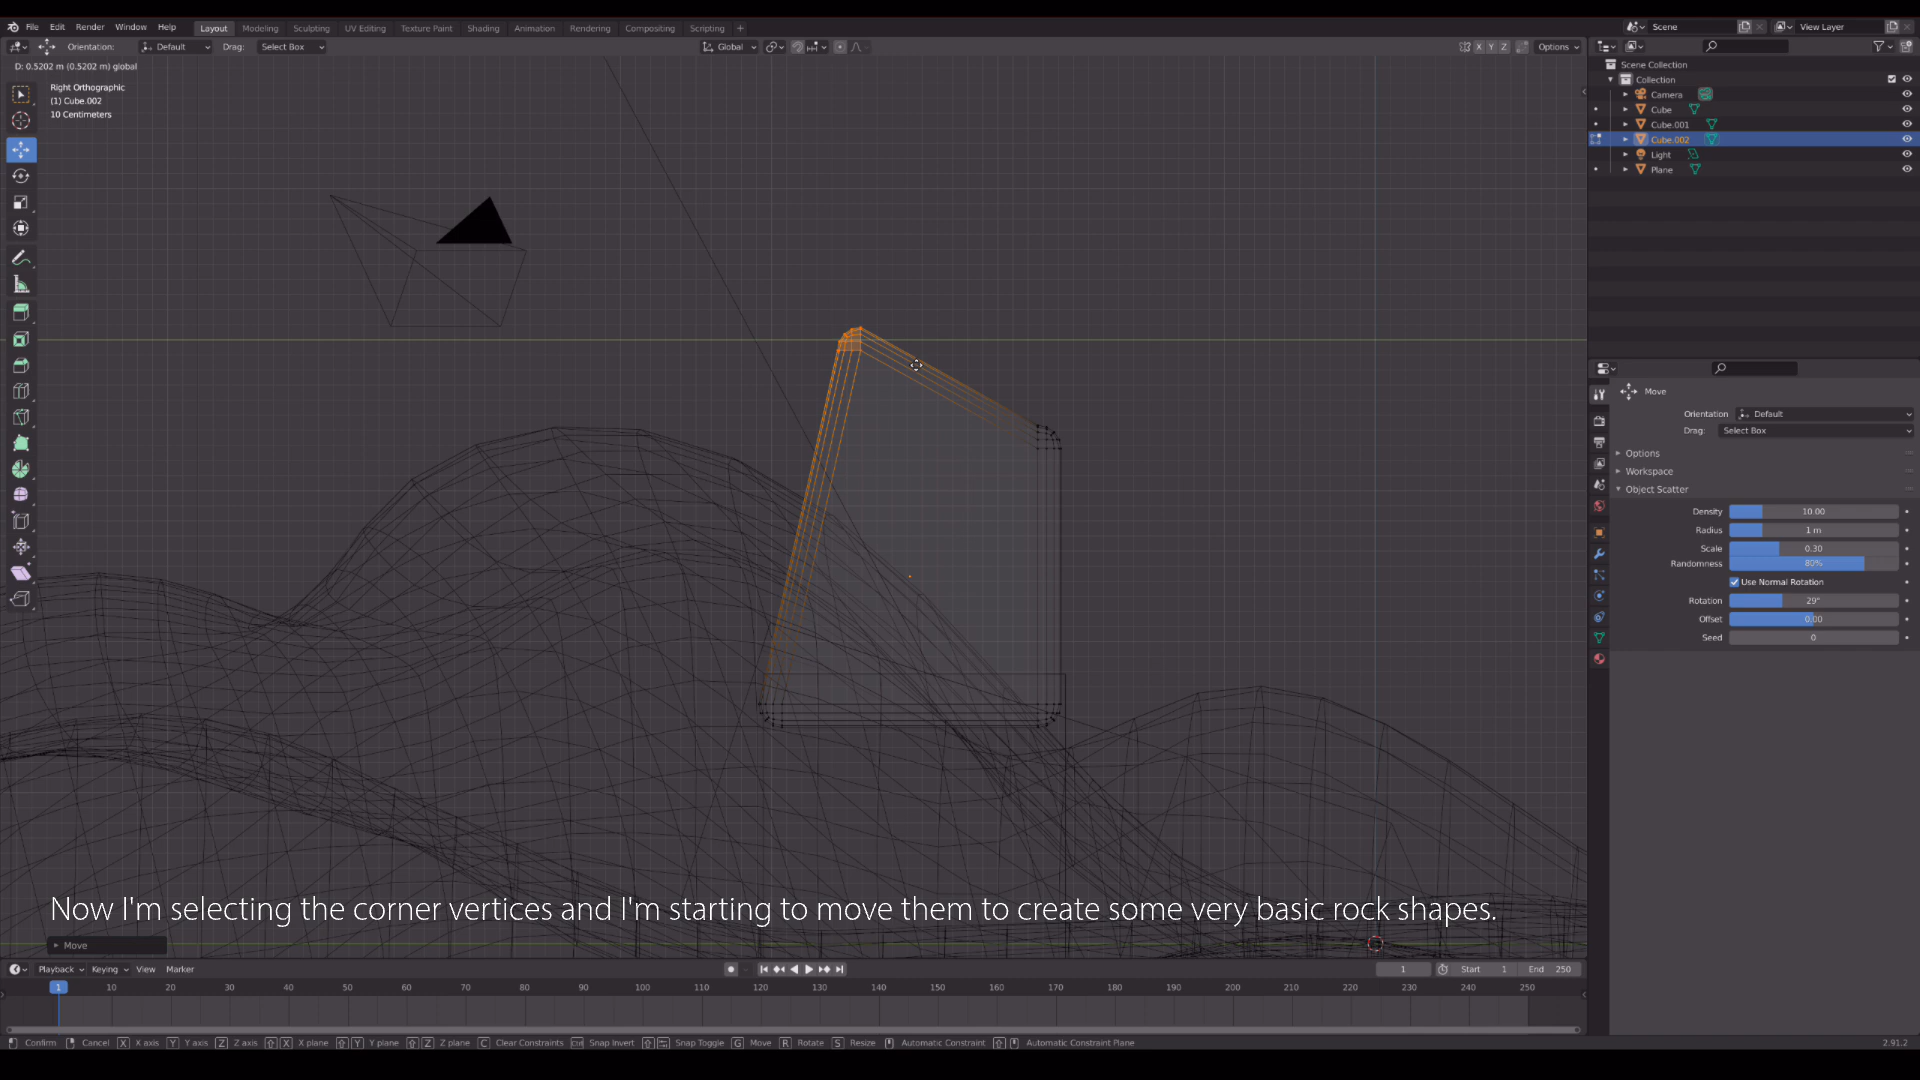 File Edit Render Window Help Layout Modeling Sculpting UV Editing Texture Paint Shading Animation Rendering Compositing Scripting + Scene View Layer
Orientation: Default Drag: Select Box Global X Y Z Options
D: 0.5202 m (0.5202 m) global
Right Orthographic
(1) Cube.002
10 Centimeters
Scene Collection
Collection
Camera
Cube
Cube.001
Cube.002
Light
Plane
Move
Orientation Default
Drag: Select Box
Options
Workspace
Object Scatter
Density 10.00
Radius 1 m
Scale 0.30
Randomness 80%
Use Normal Rotation
Rotation 29°
Offset 0.00
Seed 0
Now I'm selecting the corner vertices and I'm starting to move them to create some very basic rock shapes.
Move
Playback Keying View Marker 1 Start 1 End 250
1 10 20 30 40 50 60 70 80 90 100 110 120 130 140 150 160 170 180 190 200 210 220 230 240 250
Confirm Cancel X X axis Y Y axis Z Z axis X X plane Y Y plane Z Z plane C Clear Constraints Ctrl Snap Invert Snap Toggle G Move R Rotate S Resize Automatic Constraint Automatic Constraint Plane 2.91.2